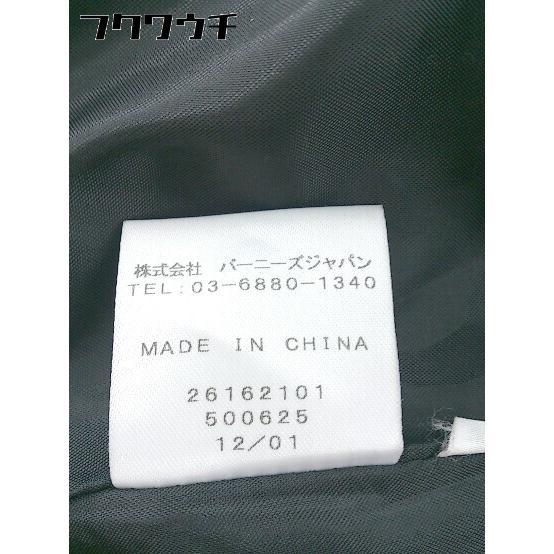 フクワウチ
株式会社 バーニーズジャパン
TEL:03-6880-1340
MADE IN CHINA
26162101
500625
12/01